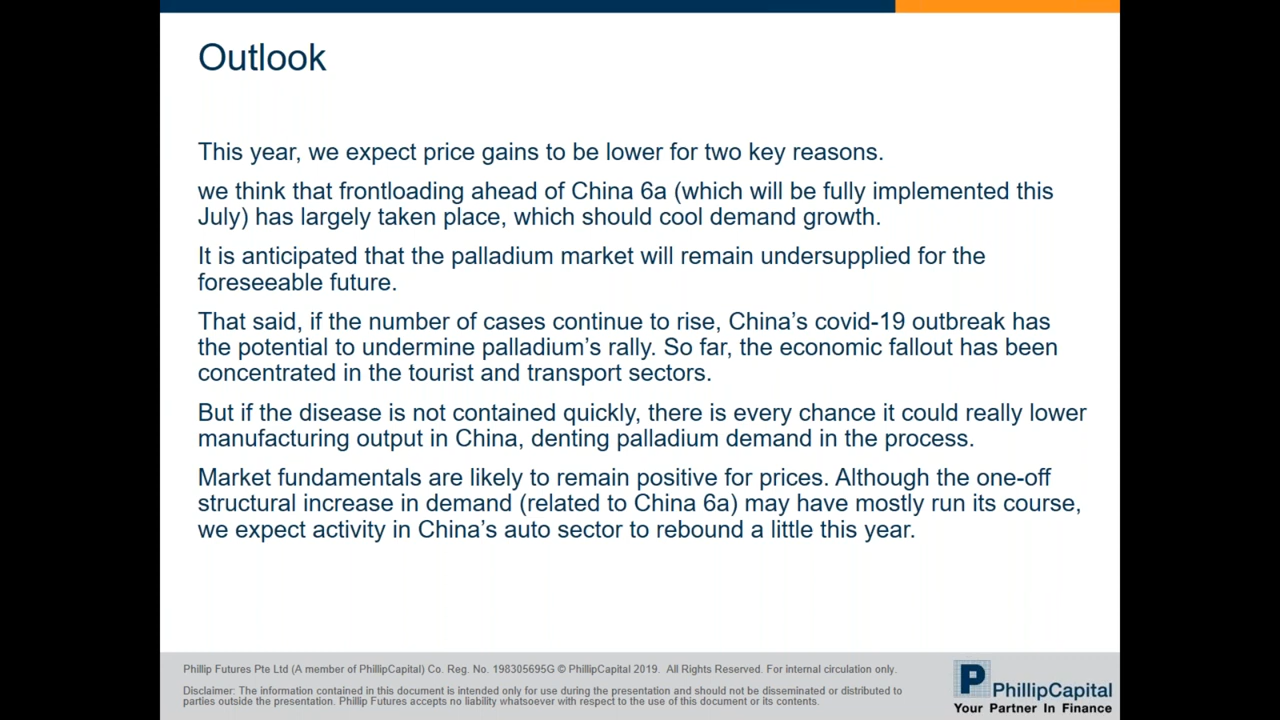 Outlook
This year, we expect price gains to be lower for two key reasons.
we think that frontloading ahead of China 6a (which will be fully implemented this
July) has largely taken place, which should cool demand growth.
It is anticipated that the palladium market will remain undersupplied for the
foreseeable future.
That said, if the number of cases continue to rise, China's covid-19 outbreak has
the potential to undermine palladium's rally. So far, the economic fallout has been
concentrated in the tourist and transport sectors.
But if the disease is not contained quickly, there is every chance it could really lower
manufacturing output in China, denting palladium demand in the process.
Market fundamentals are likely to remain positive for prices. Although the one-off
structural increase in demand (related to China 6a) may have mostly run its course,
we expect activity in China's auto sector to rebound a little this year.
Phillip Futures Pte Ltd (A member of PhillipCapital) Co. Reg. No. 198305695G © PhillipCapital 2019. All Rights Reserved. For internal circulation only.
Disclaimer: The information contained in this document is intended only for use during the presentation and should not be disseminated or distributed to
parties outside the presentation. Phillip Futures accepts no liability whatsoever with respect to the use of this document or its contents.
P PhillipCapital
Your Partner In Finance